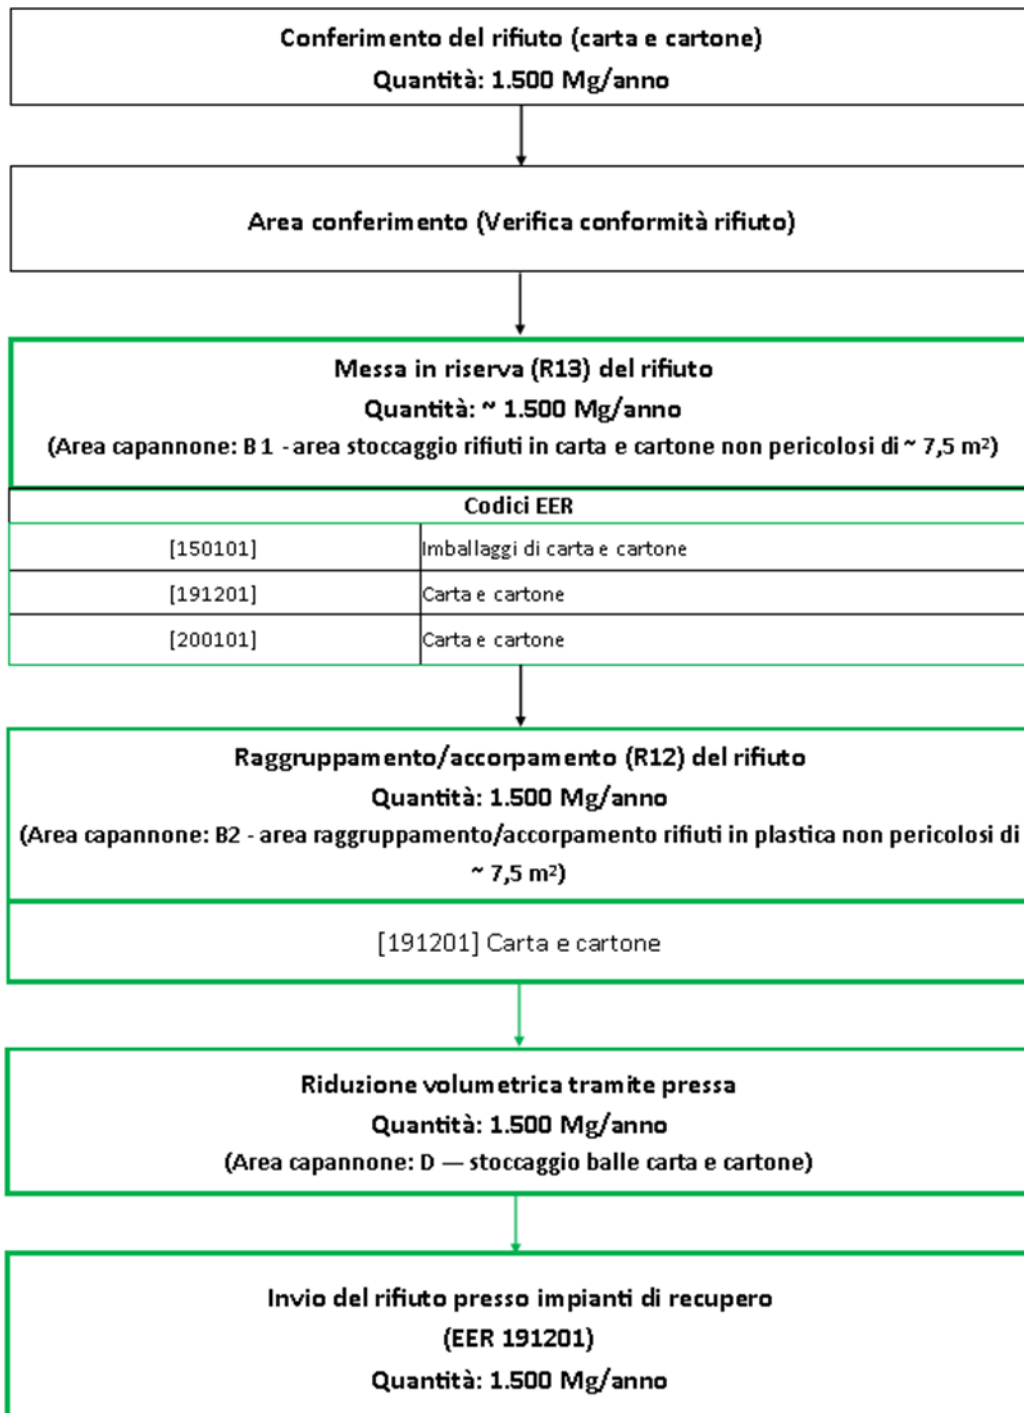 Conferimento del rifiuto (carta e cartone)
Quantità: 1.500 Mg/anno
Area conferimento (Verifica conformità rifiuto)
Messa in riserva (R13) del rifiuto
Quantità: ~ 1.500 Mg/anno
(Area capannone: B 1 - area stoccaggio rifiuti in carta e cartone non pericolosi di ~ 7,5 m²)
Codici EER
[150101] Imballaggi di carta e cartone
[191201] Carta e cartone
[200101] Carta e cartone
Raggruppamento/accorpamento (R12) del rifiuto
Quantità: 1.500 Mg/anno
(Area capannone: B2 - area raggruppamento/accorpamento rifiuti in plastica non pericolosi di
~ 7,5 m²)
[191201] Carta e cartone
Riduzione volumetrica tramite pressa
Quantità: 1.500 Mg/anno
(Area capannone: D — stoccaggio balle carta e cartone)
Invio del rifiuto presso impianti di recupero
(EER 191201)
Quantità: 1.500 Mg/anno